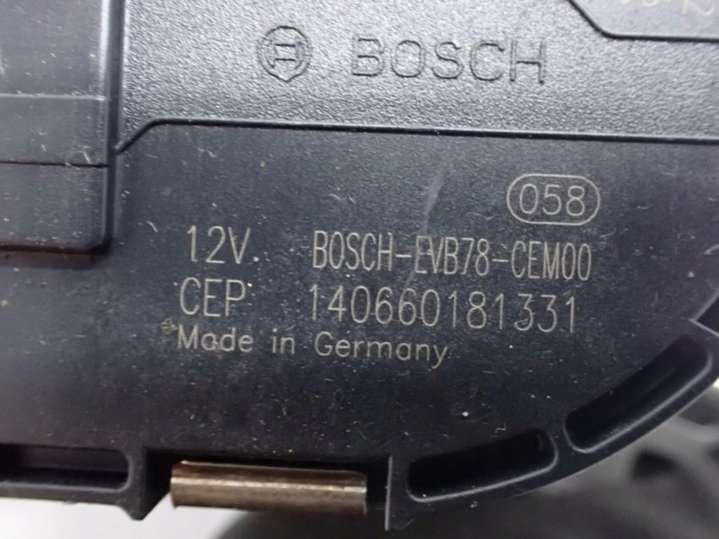 BOSCH
058
12V BOSCH-EVB78-CEM00
CEP 140660181331
Made in Germany